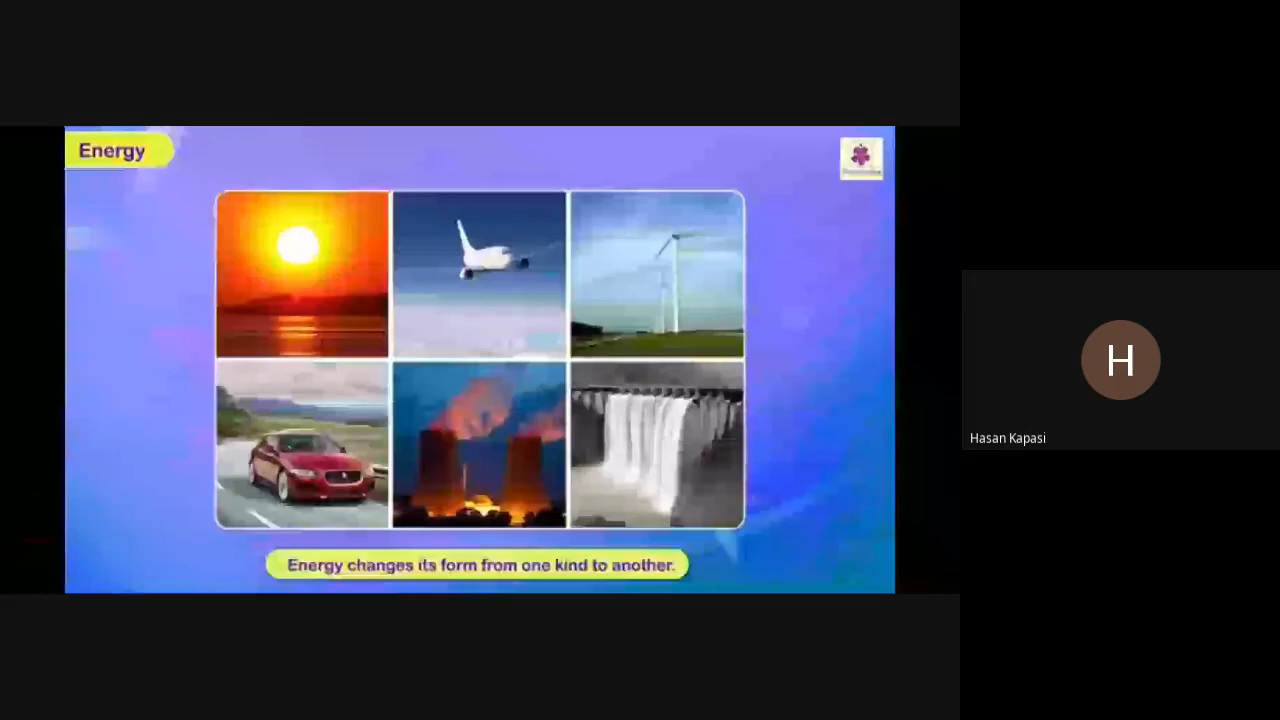 Energy
H
Hasan Kapasi
Energy changes its form from one kind to another.